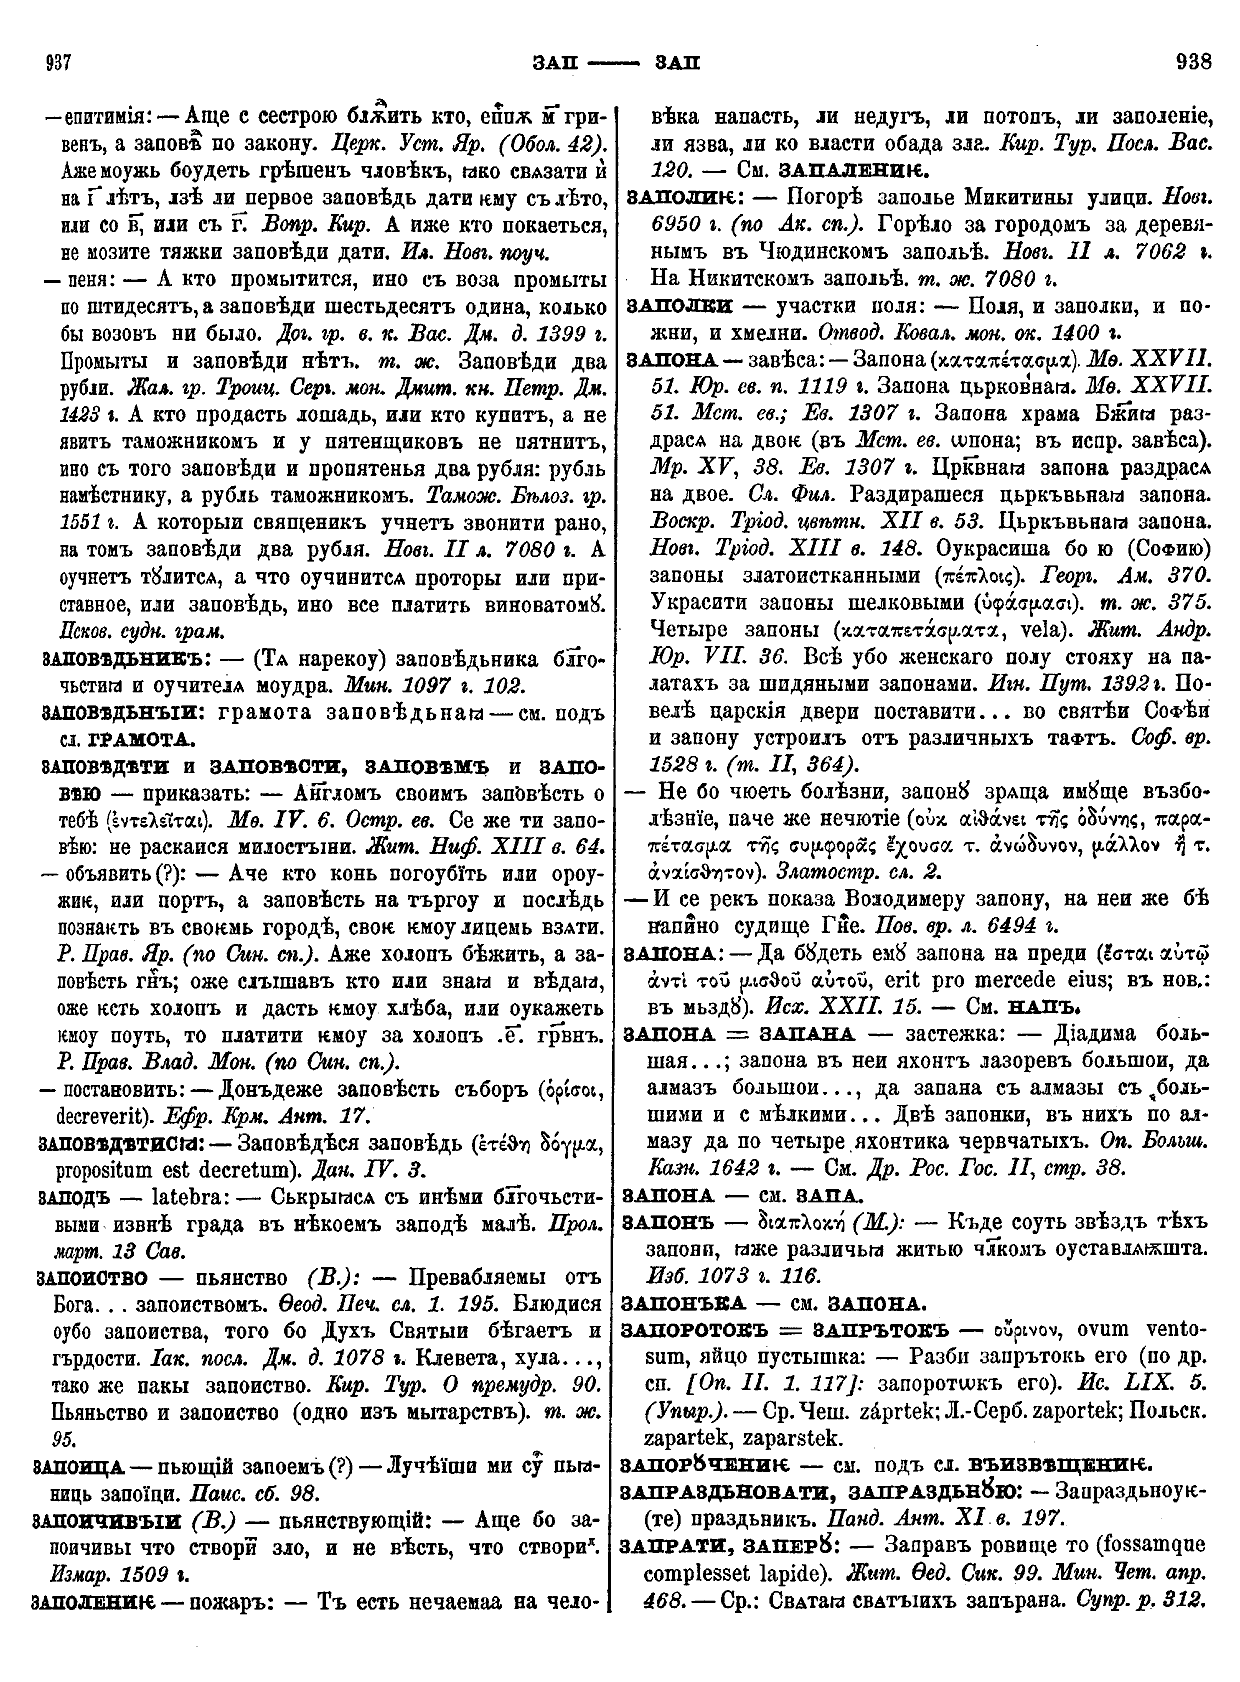 937
ЗАП —— ЗАП
938
— епитимія: — Аще с сестрою блѫить кто, епп҃ж м҃ гри-
венъ, а заповѣ по закону. Церк. Уст. Яр. (Обол. 42).
Аже моужь боудеть грѣшенъ чловѣкъ, ꙗко свѧзати й
на г҃ лѣтъ, лзѣ ли первое заповѣдь дати ѥму съ лѣто,
или со в҃, или съ г҃. Вопр. Кир. А иже кто покаеться,
не мозите тяжки заповѣди дати. Ил. Новг. поуч.
— пеня: — А кто промытится, ино съ воза промыты
по штидесятъ, а заповѣди шестьдесятъ одина, колько
бы возовъ ни было. Дог. гр. в. к. Вас. Дм. д. 1399 г.
Промыты и заповѣди нѣтъ. т. ж. Заповѣди два
рубли. Жал. гр. Троиц. Серг. мон. Дмит. кн. Петр. Дм.
1423 г. А кто продасть лошадь, или кто купитъ, а не
явить таможникомъ и у пятенщиковъ не пятнитъ,
ино съ того заповѣди и пропятенья два рубля: рубль
намѣстнику, а рубль таможникомъ. Тамож. Бѣлоз. гр.
1551 г. А которыи священикъ учнетъ звонити рано,
на томъ заповѣди два рубля. Новг. II л. 7080 г. А
оучнетъ тꙋлитсѧ, а что оучинитсѧ проторы или при-
ставное, или заповѣдь, ино все платить виноватомꙋ.
Псков. судн. грам.
ЗАПОВѢДЬНИКЪ: — (Тѧ нарекоу) заповѣдьника бл҃го-
чьстиꙗ и оучителѧ моудра. Мин. 1097 г. 102.
ЗАПОВѢДЬНЫИ: грамота заповѣдьнаꙗ — см. подъ
сл. ГРАМОТА.
ЗАПОВѢДѢТИ и ЗАПОВѢСТИ, ЗАПОВѢМЬ и ЗАПО-
ВѢЮ — приказать: — Ан҃гломъ своимъ заповѣсть о
тебѣ (ἐντελεῖται). Мѳ. IV. 6. Остр. ев. Се же ти запо-
вѣю: не раскаися милостъіни. Жит. Ниф. XIII в. 64.
— объявить (?): — Аче кто конь погоубіть или ороу-
жиѥ, или портъ, а заповѣсть на търгоу и послѣдь
познаѥть въ своѥмь городѣ, своѥ ѥмоу лицемь взѧти.
Р. Прав. Яр. (по Син. сп.). Аже холопъ бѣжить, а за-
повѣсть гн҃ъ; оже слъішавъ кто или знаꙗ и вѣдаꙗ,
оже ѥсть холопъ и дасть ѥмоу хлѣба, или оукажеть
ѥмоу поуть, то платити ѥмоу за холопъ .е҃. гр҃внъ.
Р. Прав. Влад. Мон. (по Син. сп.).
— постановить: — Донъдеже заповѣсть съборъ (ὁρίσοι,
decreverit). Ефр. Крм. Ант. 17.
ЗАПОВѢДѢТИСꙖ: — Заповѣдѣся заповѣдь (ἐτέθη δόγμα,
propositum est decretum). Дан. IV. 3.
ЗАПОДЪ — latebra: — Съкрыꙗсѧ съ инѣми бл҃гочьсти-
выми извнѣ града въ нѣкоемъ заподѣ малѣ. Прол.
март. 13 Сав.
ЗАПОИСТВО — пьянство (В.): — Превабляемы отъ
Бога. . . запоиствомъ. Ѳеод. Печ. сл. 1. 195. Блюдися
оубо запоиства, того бо Духъ Святыи бѣгаетъ и
гърдости. Іак. посл. Дм. д. 1078 г. Клевета, хула...,
тако же пакы запоиство. Кир. Тур. О премудр. 90.
Пьяньство и запоиство (одно изъ мытарствъ). т. ж.
95.
ЗАПОИЦА — пьющій запоемъ (?) — Лучѣїши ми су҃ пьꙗ-
ниць запоїци. Паис. сб. 98.
ЗАПОИЧИВЫИ (В.) — пьянствующій: — Аще бо за-
поичивы что створи҃ зло, и не вѣсть, что створиⷯ.
Измар. 1509 г.
ЗАПОЛЕНИѤ — пожаръ: — Тъ есть нечаемаа на чело-
вѣка напасть, ли недугъ, ли потопъ, ли заполеніе,
ли язва, ли ко власти обада зла. Кир. Тур. Посл. Вас.
120. — См. ЗАПАЛЕНИѤ.
ЗАПОЛИѤ: — Погорѣ заполье Микитины улици. Новг.
6950 г. (по Ак. сп.). Горѣло за городомъ за деревя-
нымъ въ Чюдинскомъ запольѣ. Новг. II л. 7062 г.
На Никитскомъ запольѣ. т. ж. 7080 г.
ЗАПОЛКИ — участки поля: — Поля, и заполки, и по-
жни, и хмелни. Отвод. Ковал. мон. ок. 1400 г.
ЗАПОНА — завѣса: — Запона (καταπέτασμα). Мѳ. XXVII.
51. Юр. ев. п. 1119 г. Запона цьрковнаꙗ. Мѳ. XXVII.
51. Мст. ев.; Ев. 1307 г. Запона храма Бж҃иꙗ раз-
драсѧ на двоѥ (въ Мст. ев. ѡпона; въ испр. завѣса).
Мр. XV, 38. Ев. 1307 г. Црк҃внаꙗ запона раздрасѧ
на двое. Сл. Фил. Раздирашеся цьркъвьнаꙗ запона.
Воскр. Тріод. цвѣтн. XII в. 53. Цьркъвьнаꙗ запона.
Новг. Тріод. XIII в. 148. Оукрасиша бо ю (Софию)
запоны златоистканными (πέπλοις). Георг. Ам. 370.
Украсити запоны шелковыми (ὑφάσμασι). т. ж. 375.
Четыре запоны (καταπετάσματα, vela). Жит. Андр.
Юр. VII. 36. Всѣ убо женскаго полу стояху на па-
латахъ за шидяными запонами. Игн. Пут. 1392 г. По-
велѣ царскія двери поставити... во святѣи Софѣи
и запону устроилъ отъ различныхъ тафтъ. Соф. вр.
1528 г. (т. II, 364).
— Не бо чюеть болѣзни, запонꙋ зрѧща имꙋще възбо-
лѣзнїе, паче же нечютіе (οὐκ αἰθάνει τῆς ὀδύνης, παρα-
πέτασμα τῆς συμφορᾶς ἔχουσα τ. ἀνώδυνον, μάλλον ἢ τ.
ἀναίσθητον). Златостр. сл. 2.
— И се рекъ показа Володимеру запону, на неи же бѣ
напи҃но судище Гн҃е. Пов. вр. л. 6494 г.
ЗАПОНА: — Да бꙋдеть емꙋ запона на преди (ἔσται αὐτῷ
ἀντὶ τοῦ μισθοῦ αὐτοῦ, erit pro mercede eius; въ нов.:
въ мьздꙋ). Исх. XXII. 15. — См. НАПЪ.
ЗАПОНА = ЗАПАНА — застежка: — Діадима боль-
шая...; запона въ неи яхонтъ лазоревъ большои, да
алмазъ большои..., да запана съ алмазы съ боль-
шими и с мѣлкими... Двѣ запонки, въ нихъ по ал-
мазу да по четыре яхонтика червчатыхъ. Оп. Больш.
Казн. 1642 г. — См. Др. Рос. Гос. II, стр. 38.
ЗАПОНА — см. ЗАПА.
ЗАПОНЪ — διαπλοκή (М.): — Къде соуть звѣздъ тѣхъ
запони, ꙗже различьꙗ житью чл҃комъ оуставлѧѭшта.
Изб. 1073 г. 116.
ЗАПОНЪКА — см. ЗАПОНА.
ЗАПОРОТОКЪ = ЗАПРЪТОКЪ — οὔρινον, ovum vento-
sum, яйцо пустышка: — Разби запрътокь его (по др.
сп. [Оп. II. 1. 117]: запоротѡкъ его). Ис. LIX. 5.
(Упыр.). — Ср. Чеш. záprtek; Л.-Серб. zaportek; Польск.
zapartek, zaparstek.
ЗАПОРꙊЧЕНИѤ — см. подъ сл. ВЪИЗВѢЩЕНИѤ.
ЗАПРАЗДЬНОВАТИ, ЗАПРАЗДЬНꙊЮ: — Запраздьноуѥ-
(те) праздьникъ. Панд. Ант. XI в. 197.
ЗАПРАТИ, ЗАПЕРꙊ: — Заправъ ровище то (fossamque
complesset lapide). Жит. Ѳед. Сик. 99. Мин. Чет. апр.
468. — Ср.: Свѧтаꙗ свѧтъіихъ запърана. Супр. р. 312.